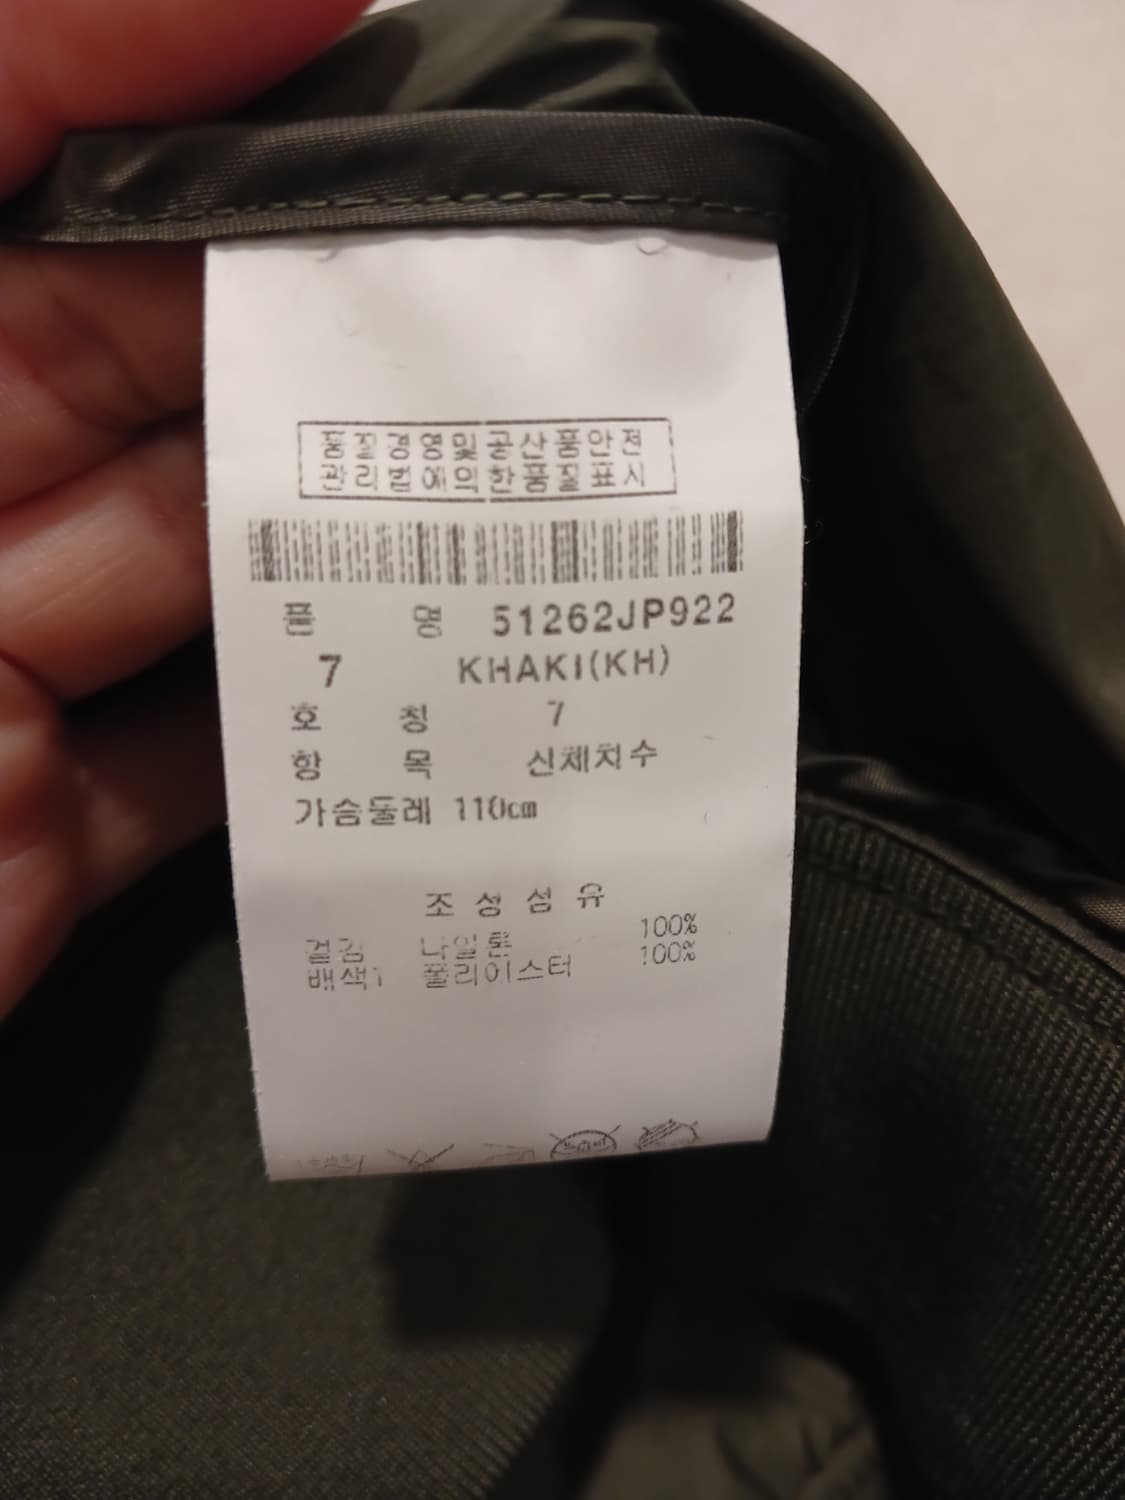 품질경영및공산품안전
관리법에의한품질표시
품 명 51262JP922
7 KHAKI(KH)
호 칭 7
항 목 신체치수
가슴둘레 110cm
조성섬유
겉감 나일론 100%
배색1 폴리에스터 100%